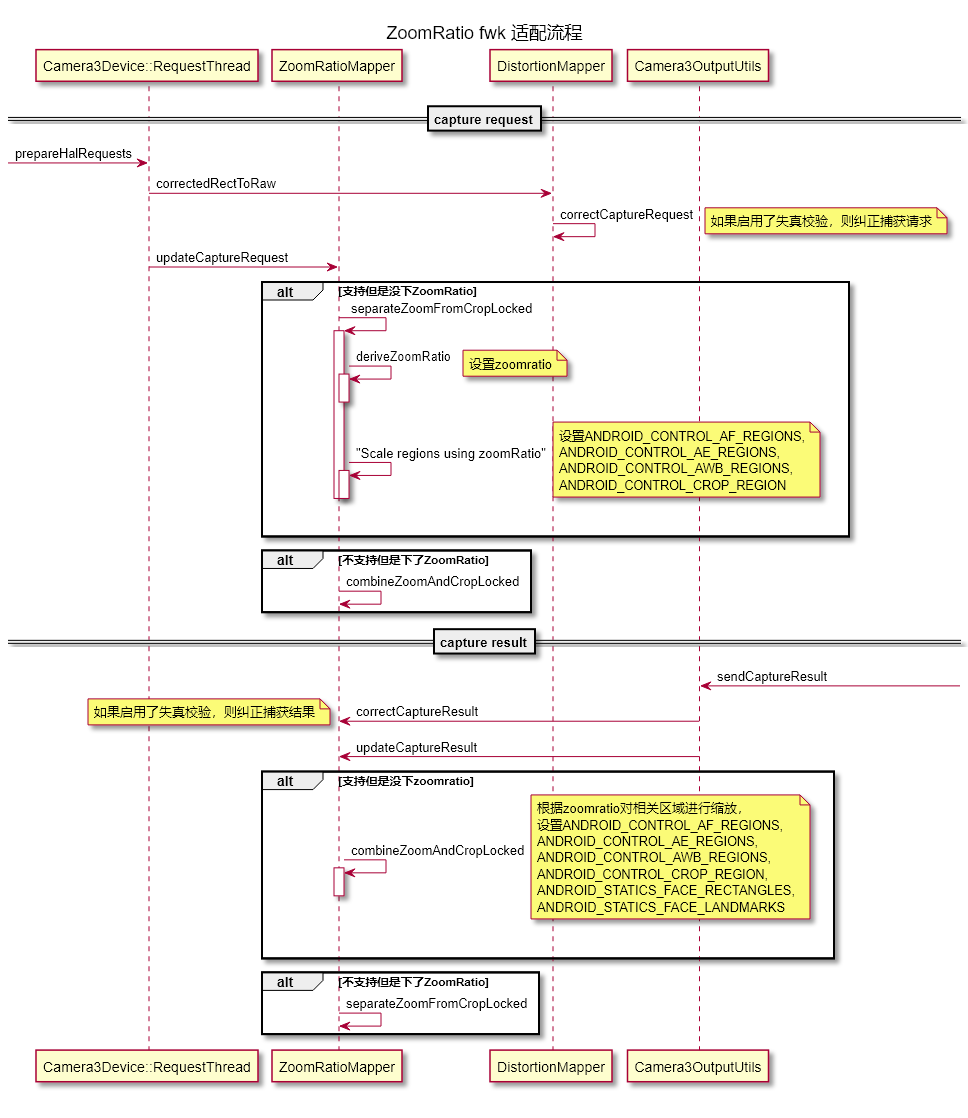 ZoomRatio fwk 适配流程
Camera3Device::RequestThread
ZoomRatioMapper
DistortionMapper
Camera3OutputUtils
capture request
prepareHalRequests
correctedRectToRaw
correctCaptureRequest
如果启用了失真校验，则纠正捕获请求
updateCaptureRequest
alt
[支持但是没下ZoomRatio]
separateZoomFromCropLocked
deriveZoomRatio
设置zoomratio
"Scale regions using zoomRatio"
设置ANDROID_CONTROL_AF_REGIONS,
ANDROID_CONTROL_AE_REGIONS,
ANDROID_CONTROL_AWB_REGIONS,
ANDROID_CONTROL_CROP_REGION
alt
[不支持但是下了ZoomRatio]
combineZoomAndCropLocked
capture result
sendCaptureResult
如果启用了失真校验，则纠正捕获结果
correctCaptureResult
updateCaptureResult
alt
[支持但是没下zoomratio]
combineZoomAndCropLocked
根据zoomratio对相关区域进行缩放，
设置ANDROID_CONTROL_AF_REGIONS,
ANDROID_CONTROL_AE_REGIONS,
ANDROID_CONTROL_AWB_REGIONS,
ANDROID_CONTROL_CROP_REGION,
ANDROID_STATICS_FACE_RECTANGLES,
ANDROID_STATICS_FACE_LANDMARKS
alt
[不支持但是下了ZoomRatio]
separateZoomFromCropLocked
Camera3Device::RequestThread
ZoomRatioMapper
DistortionMapper
Camera3OutputUtils